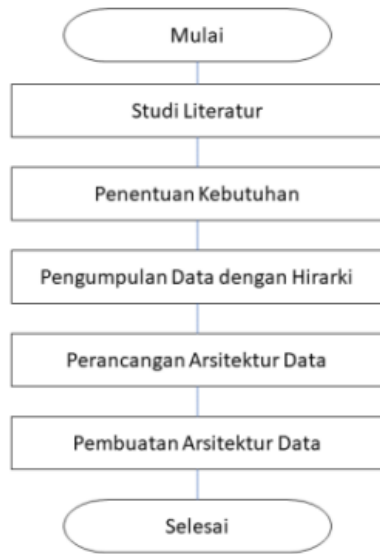 Mulai
Studi Literatur
Penentuan Kebutuhan
Pengumpulan Data dengan Hirarki
Perancangan Arsitektur Data
Pembuatan Arsitektur Data
Selesai